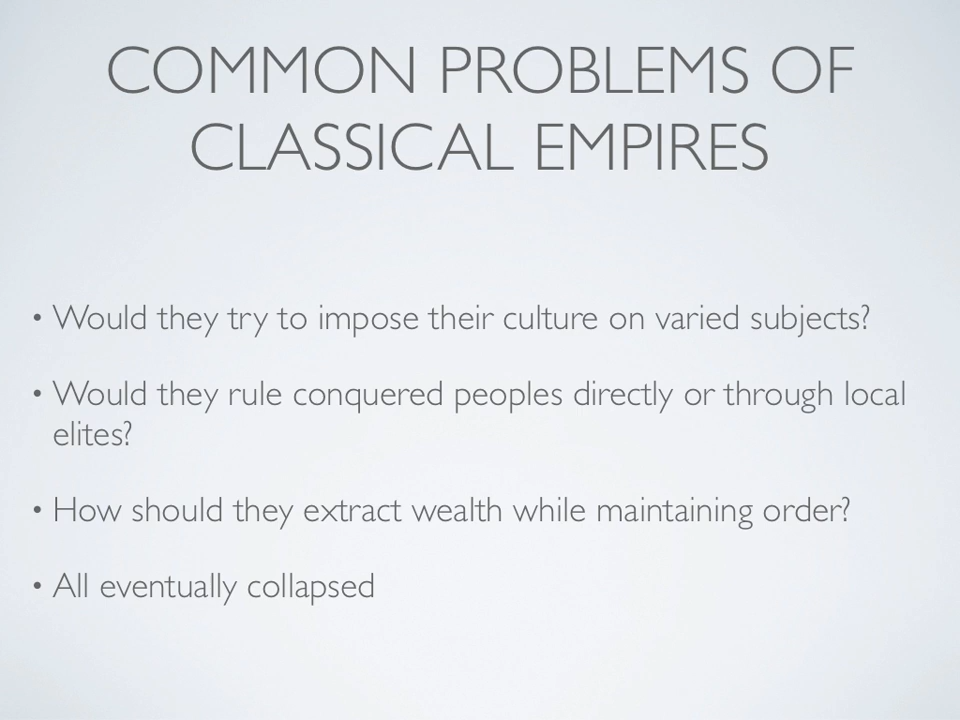 COMMON PROBLEMS OF
CLASSICAL EMPIRES
• Would they try to impose their culture on varied subjects?
• Would they rule conquered peoples directly or through local
elites?
• How should they extract wealth while maintaining order?
• All eventually collapsed